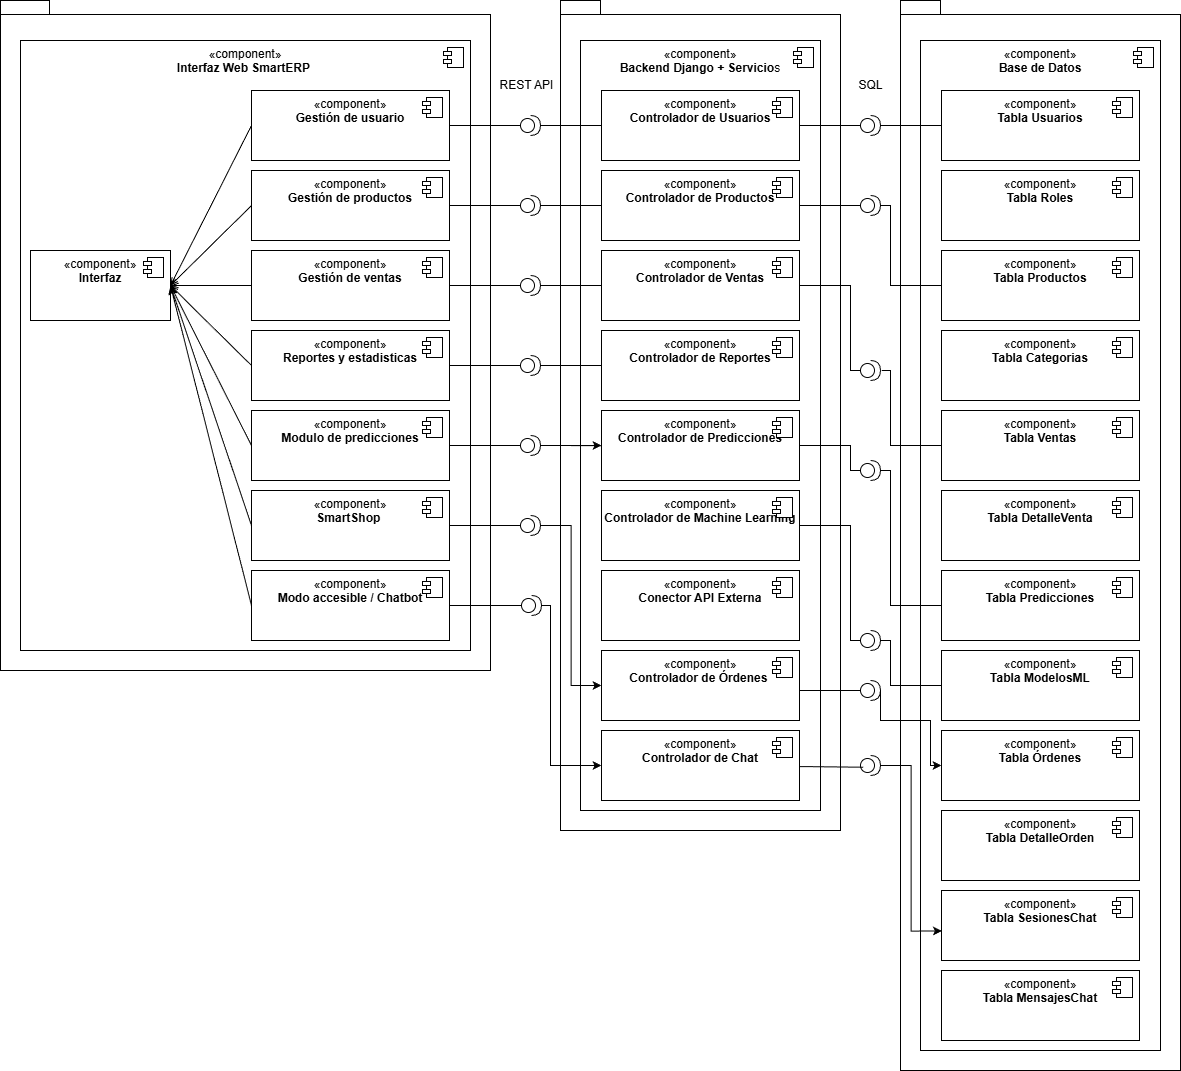 «component»
Interfaz Web SmartERP
«component»
Gestión de usuario
«component»
Gestión de productos
«component»
Interfaz
«component»
Gestión de ventas
«component»
Reportes y estadisticas
«component»
Modulo de predicciones
«component»
SmartShop
«component»
Modo accesible / Chatbot
REST API
«component»
Backend Django + Servicios
«component»
Controlador de Usuarios
«component»
Controlador de Productos
«component»
Controlador de Ventas
«component»
Controlador de Reportes
«component»
Controlador de Predicciones
«component»
Controlador de Machine Learning
«component»
Conector API Externa
«component»
Controlador de Órdenes
«component»
Controlador de Chat
SQL
«component»
Base de Datos
«component»
Tabla Usuarios
«component»
Tabla Roles
«component»
Tabla Productos
«component»
Tabla Categorias
«component»
Tabla Ventas
«component»
Tabla DetalleVenta
«component»
Tabla Predicciones
«component»
Tabla ModelosML
«component»
Tabla Órdenes
«component»
Tabla DetalleOrden
«component»
Tabla SesionesChat
«component»
Tabla MensajesChat